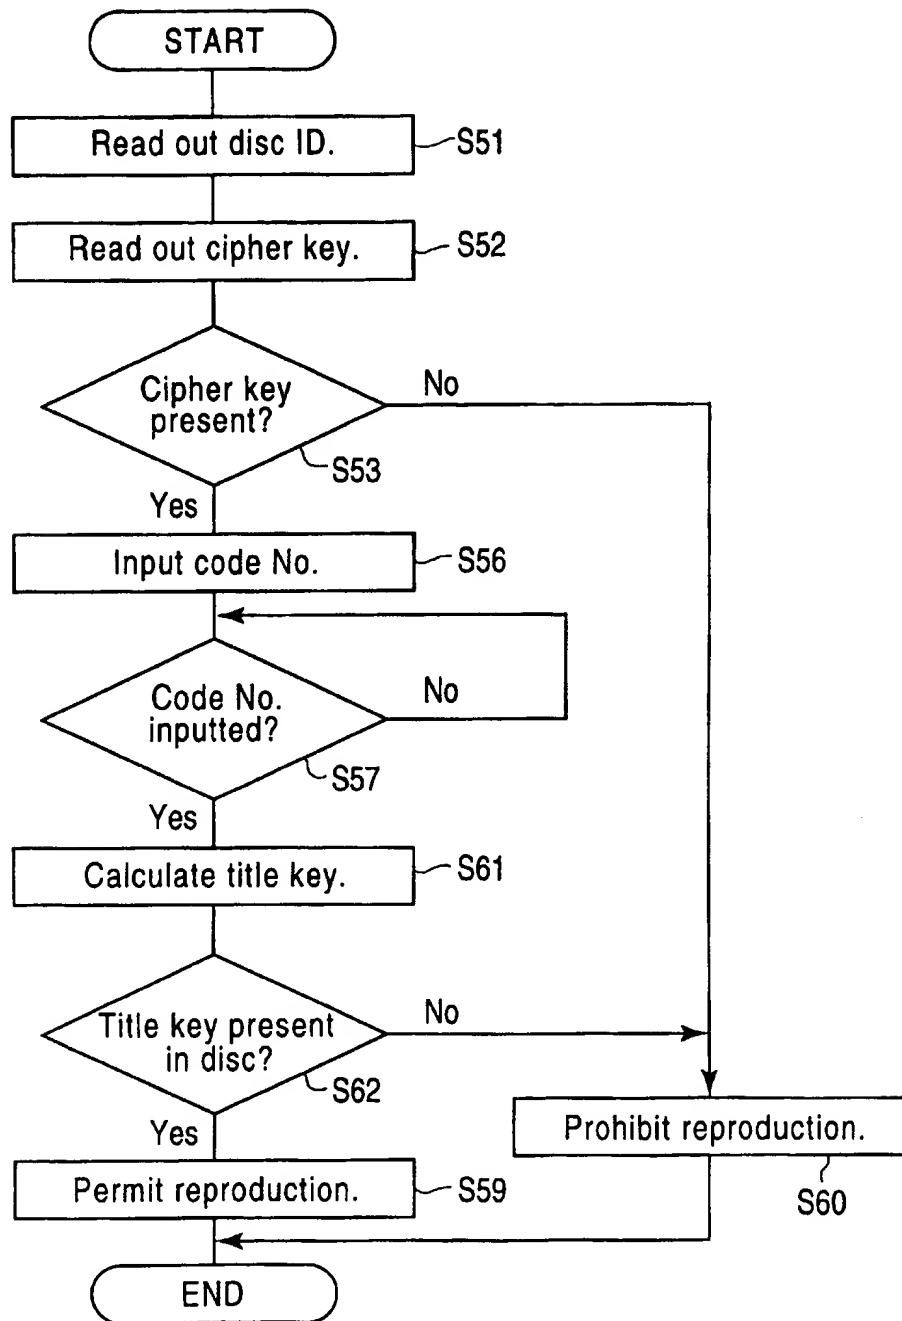 START
Read out disc ID.
S51
Read out cipher key.
S52
Cipher key
present?
No
S53
Yes
Input code No.
S56
Code No.
inputted?
No
S57
Yes
Calculate title key.
S61
Title key present
in disc?
No
S62
Yes
Prohibit reproduction.
S60
Permit reproduction.
S59
END